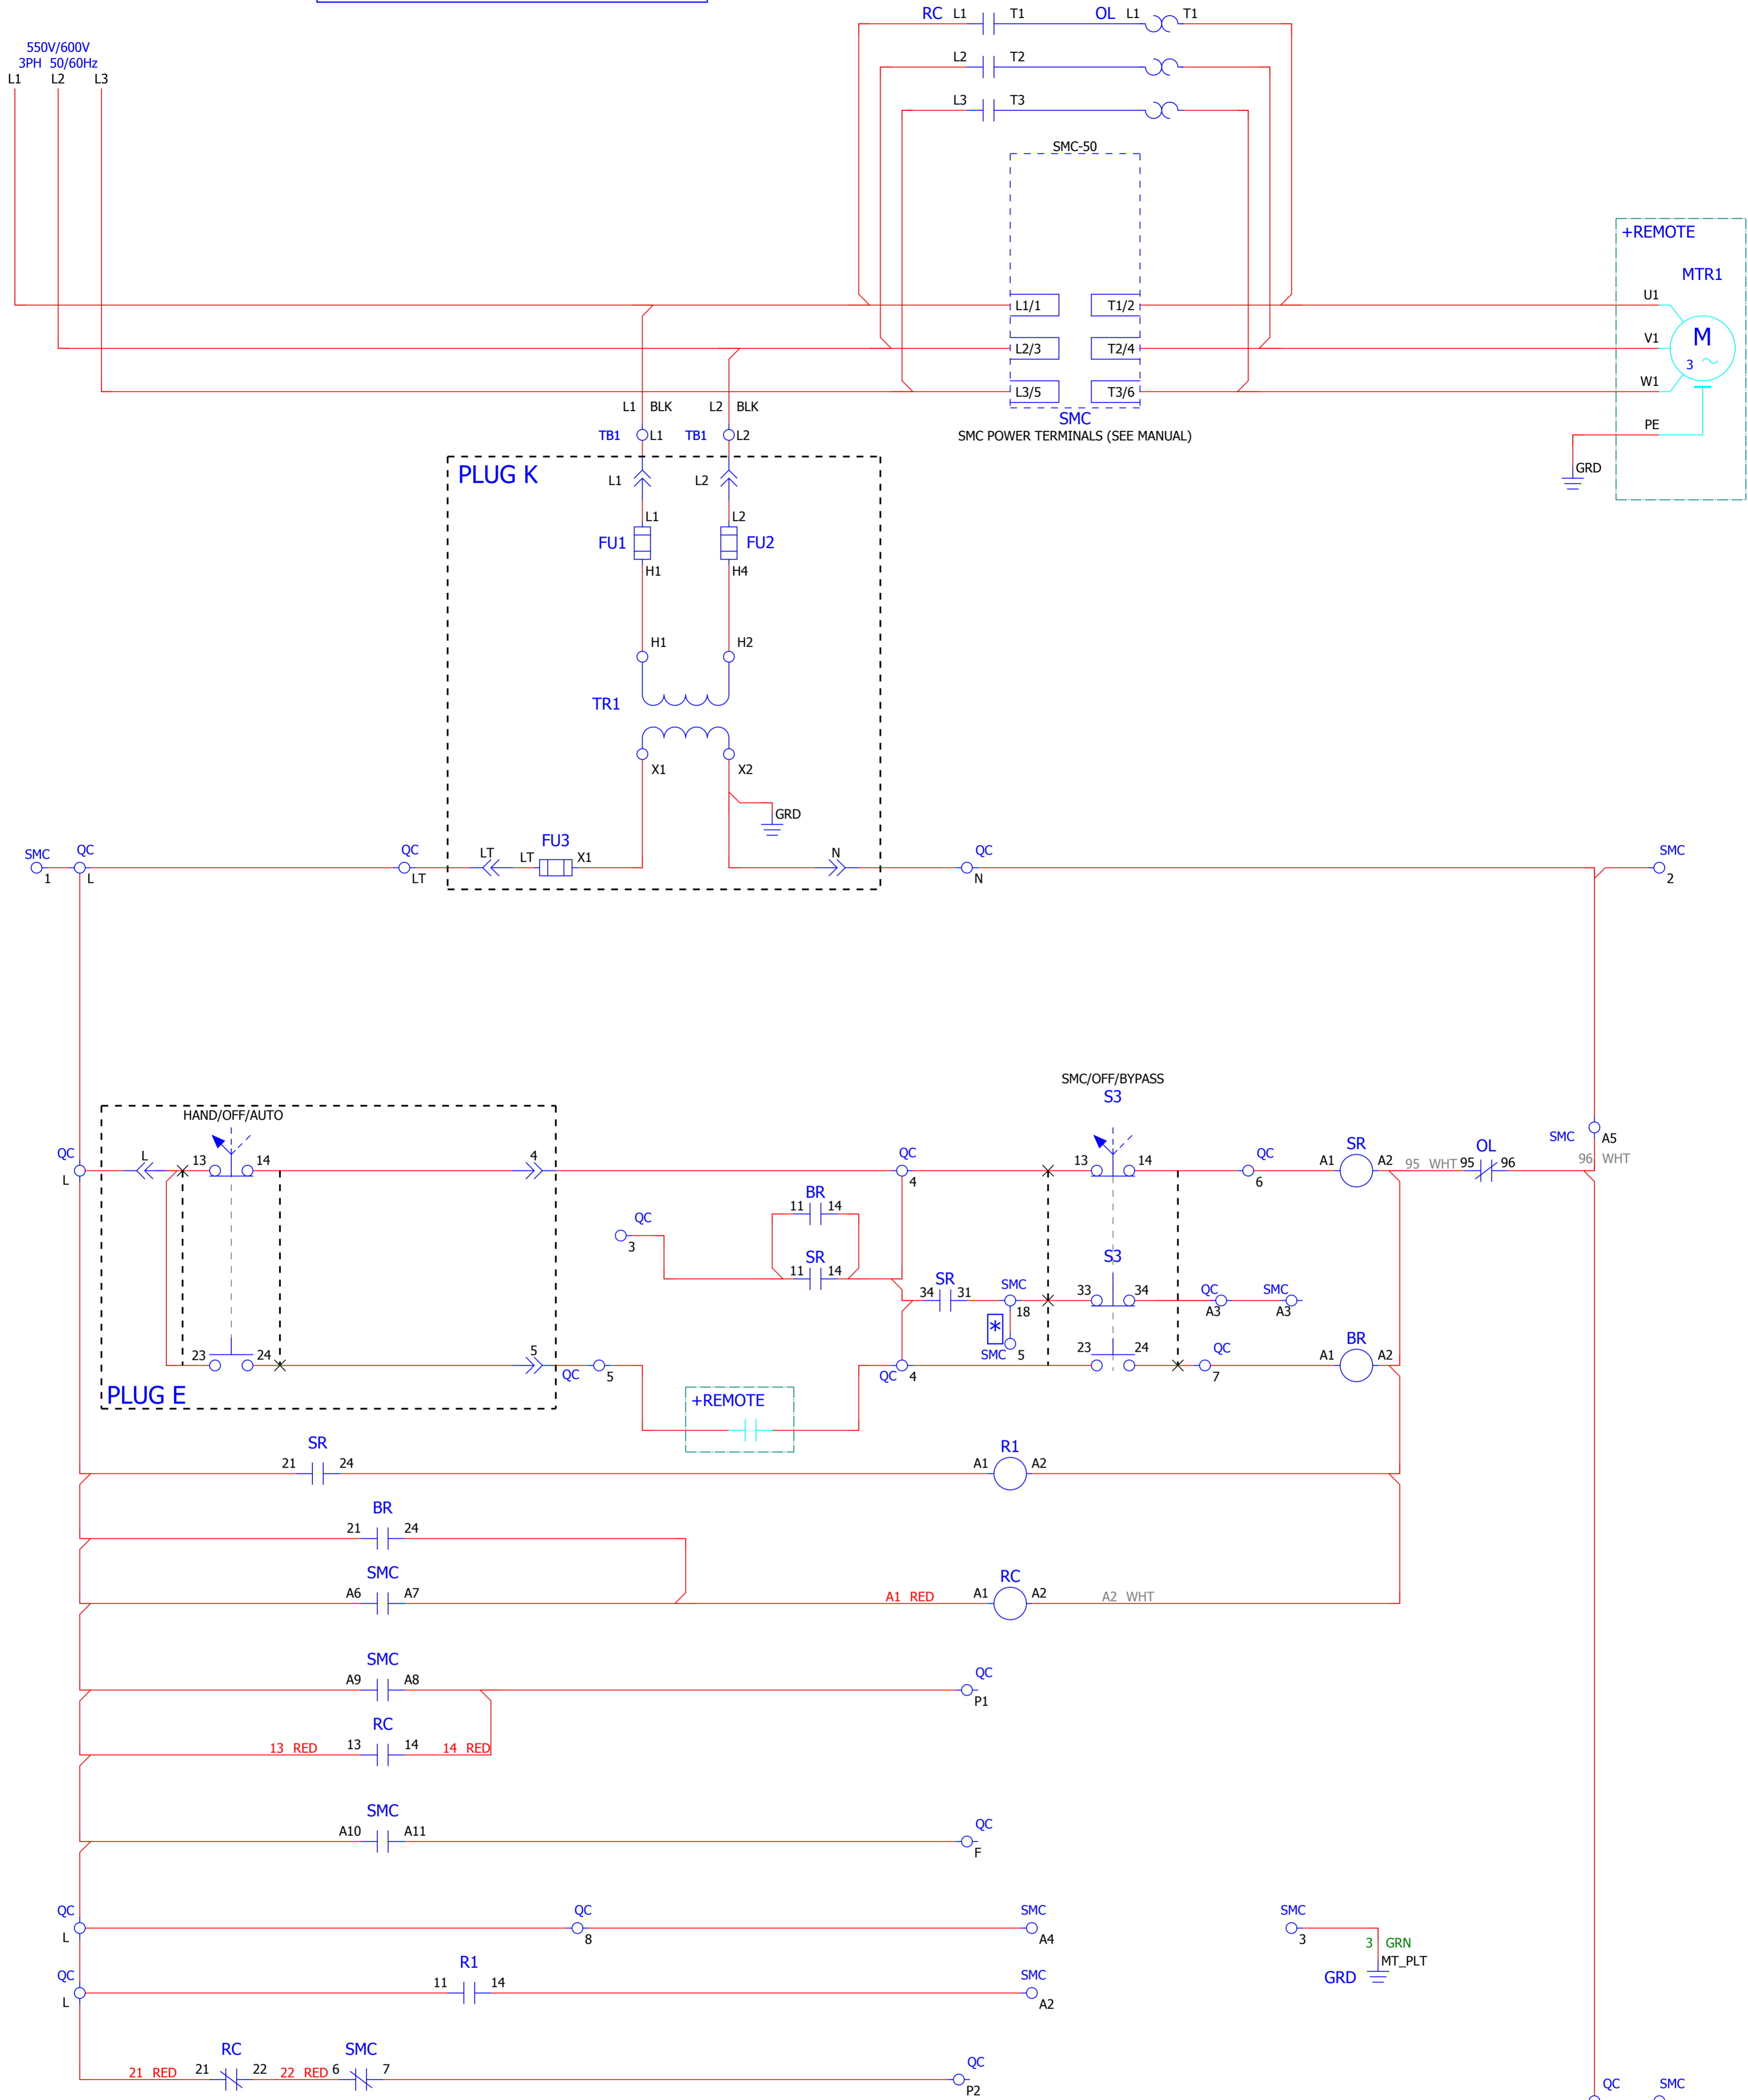 RC L1 T1 OL L1 T1
550V/600V
3PH 50/60Hz
L1 L2 L3
L2 T2
L3 T3
SMC-50
+REMOTE
MTR1
U1
L1/1 T1/2
V1
M
3
L2/3 T2/4
W1
L3/5 T3/6
L1 BLK L2 BLK
SMC
PE
TB1 L1 TB1 L2
SMC POWER TERMINALS (SEE MANUAL)
GRD
PLUG K
L1 L2
L1 L2
FU1 FU2
H1 H4
H1 H2
TR1
X1 X2
GRD
FU3
SMC QC QC QC SMC
LT LT X1 N
1 L LT N 2
SMC/OFF/BYPASS
S3
HAND/OFF/AUTO
SMC A5
QC L 13 14 4 QC 13 14 QC SR OL
A1 A2 95 WHT 95 96 96 WHT
L 4 6
BR
11 14
QC
3
SR
11 14
S3
SR SMC
34 31 33 34 QC SMC
18 A3 A3
*
SMC 5
23 24 5 23 24 QC BR
A1 A2
QC 5 QC 4 7
PLUG E
+REMOTE
SR R1
21 24 A1 A2
BR
21 24
SMC RC
A6 A7 A1 RED A1 A2 A2 WHT
SMC
A9 A8 QC
P1
RC
13 RED 13 14 14 RED
SMC
A10 A11 QC
F
QC QC SMC SMC
L 8 A4 3
3 GRN
MT_PLT
GRD
QC R1 SMC
11 14
L A2
RC SMC
21 RED 21 22 22 RED 6 7 QC
P2
QC SMC